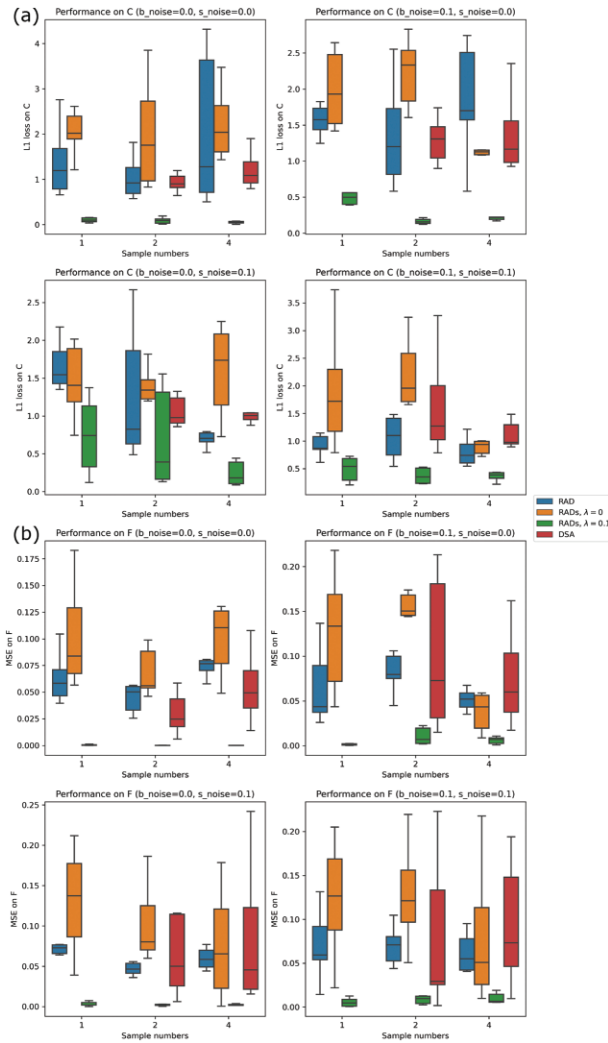 (a)
Performance on C (b_noise=0.0, s_noise=0.0)
L1 loss on C
4
3
2
1
0
1
2
4
Sample numbers
Performance on C (b_noise=0.1, s_noise=0.0)
L1 loss on C
2.5
2.0
1.5
1.0
0.5
0.0
1
2
4
Sample numbers
Performance on C (b_noise=0.0, s_noise=0.1)
L1 loss on C
2.5
2.0
1.5
1.0
0.5
0.0
1
2
4
Sample numbers
Performance on C (b_noise=0.1, s_noise=0.1)
L1 loss on C
3.5
3.0
2.5
2.0
1.5
1.0
0.5
1
2
4
Sample numbers
RAD
RADs, λ = 0
RADs, λ = 0.1
DSA
(b)
Performance on F (b_noise=0.0, s_noise=0.0)
MSE on F
0.175
0.150
0.125
0.100
0.075
0.050
0.025
0.000
1
2
4
Sample numbers
Performance on F (b_noise=0.1, s_noise=0.0)
MSE on F
0.20
0.15
0.10
0.05
0.00
1
2
4
Sample numbers
Performance on F (b_noise=0.0, s_noise=0.1)
MSE on F
0.25
0.20
0.15
0.10
0.05
0.00
1
2
4
Sample numbers
Performance on F (b_noise=0.1, s_noise=0.1)
MSE on F
0.20
0.15
0.10
0.05
0.00
1
2
4
Sample numbers